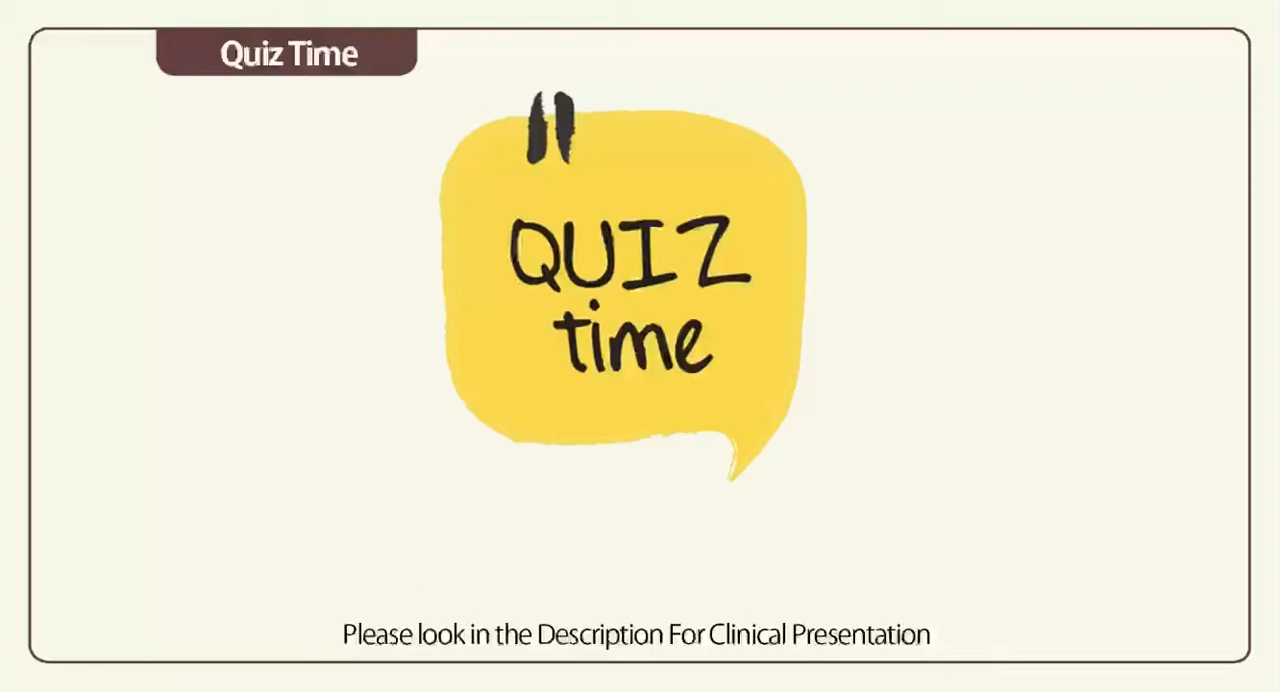 Quiz Time
QUIZ
time
Please look in the Description For Clinical Presentation